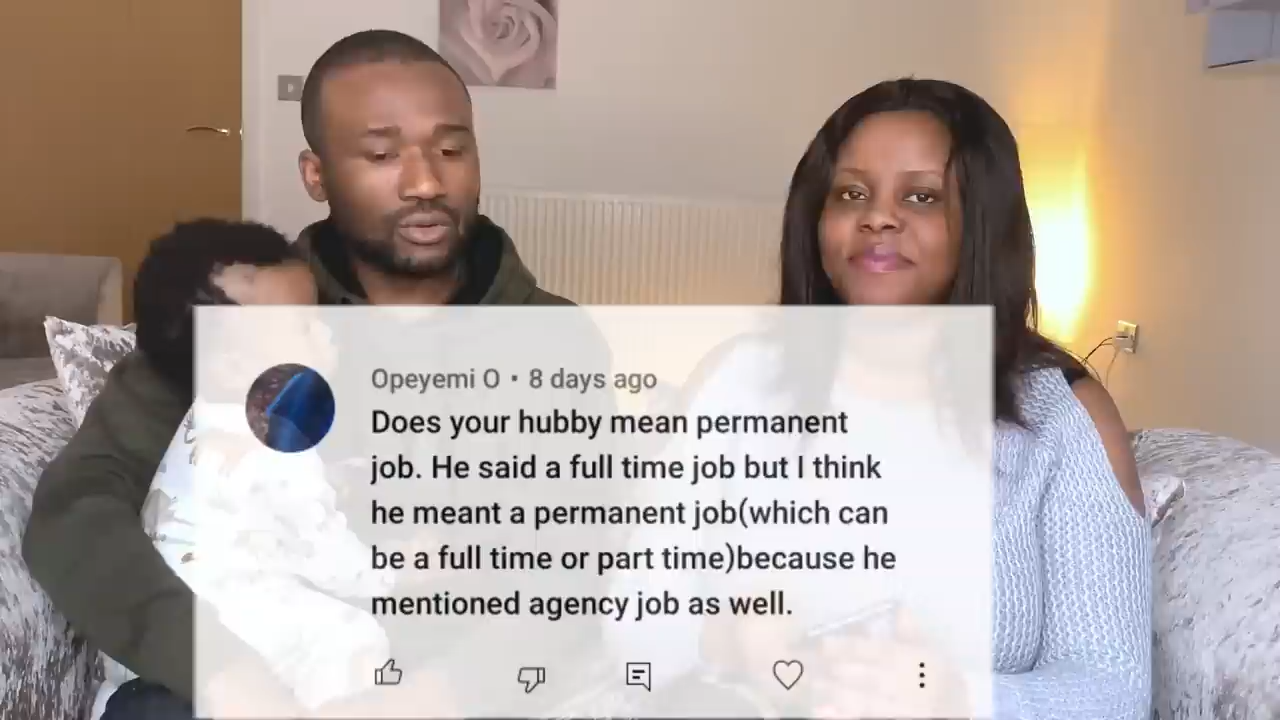 Opeyemi O • 8 days ago
Does your hubby mean permanent
job. He said a full time job but I think
he meant a permanent job(which can
be a full time or part time)because he
mentioned agency job as well.